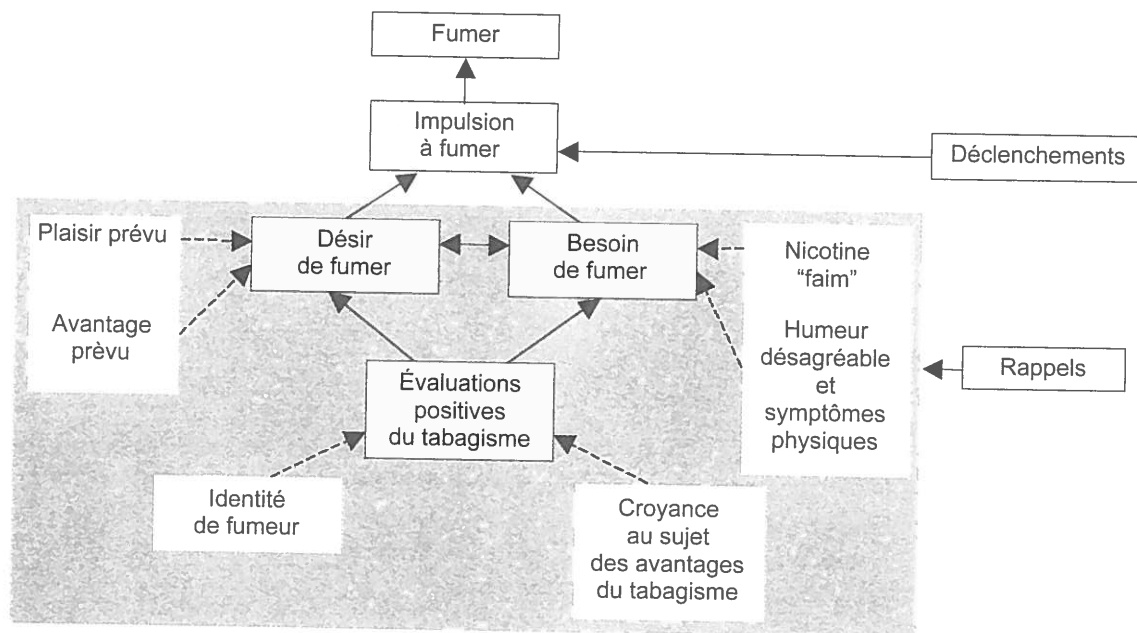 Fumer
Impulsion
à fumer
Déclenchements
Plaisir prévu
Désir
de fumer
Besoin
de fumer
Nicotine
“faim”
Avantage
prèvu
Humeur
désagréable
et
symptômes
physiques
Rappels
Évaluations
positives
du tabagisme
Identité
de fumeur
Croyance
au sujet
des avantages
du tabagisme